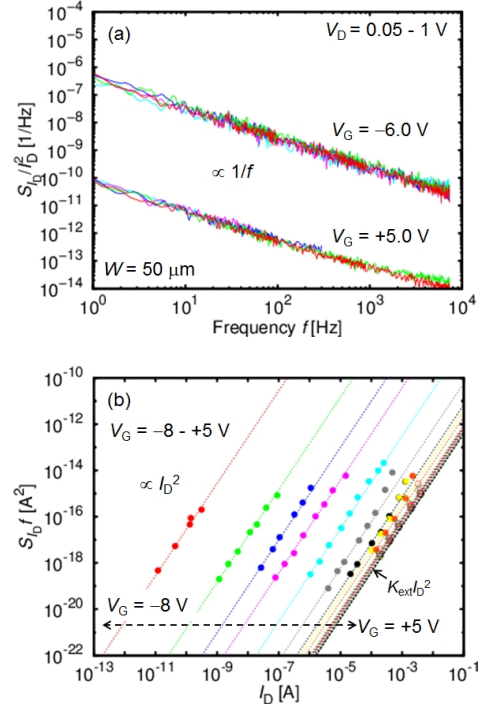 10⁻⁴
10⁻⁵
10⁻⁶
10⁻⁷
10⁻⁸
10⁻⁹
10⁻¹⁰
10⁻¹¹
10⁻¹²
10⁻¹³
10⁻¹⁴
S_{I_D}/I_D² [1/Hz]
(a)
V_D = 0.05 - 1 V
V_G = −6.0 V
∝ 1/f
V_G = +5.0 V
W = 50 μm
10⁰ 10¹ 10² 10³ 10⁴
Frequency f [Hz]
10⁻¹⁰
10⁻¹²
10⁻¹⁴
10⁻¹⁶
10⁻¹⁸
10⁻²⁰
10⁻²²
S_{I_D} f [A²]
(b)
V_G = −8 - +5 V
∝ I_D²
K_ext I_D²
V_G = −8 V
V_G = +5 V
10⁻¹³ 10⁻¹¹ 10⁻⁹ 10⁻⁷ 10⁻⁵ 10⁻³ 10⁻¹
I_D [A]